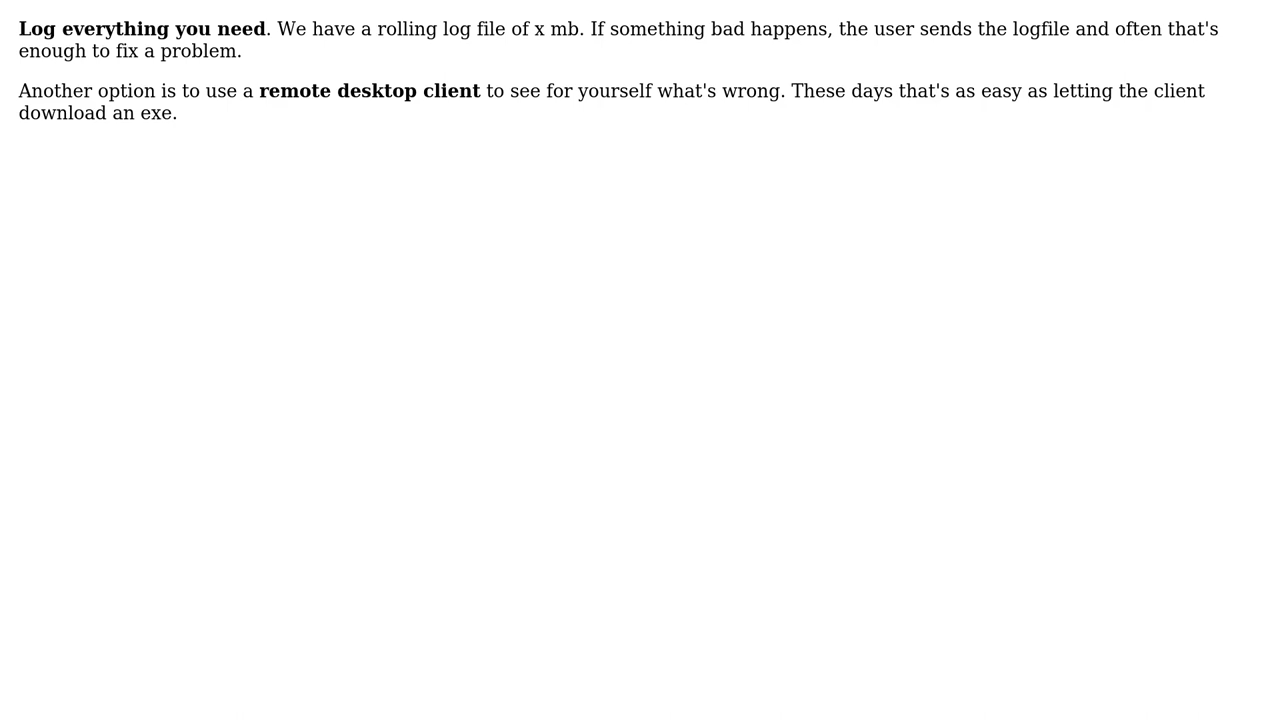 Log everything you need. We have a rolling log file of x mb. If something bad happens, the user sends the logfile and often that's
enough to fix a problem.
Another option is to use a remote desktop client to see for yourself what's wrong. These days that's as easy as letting the client
download an exe.